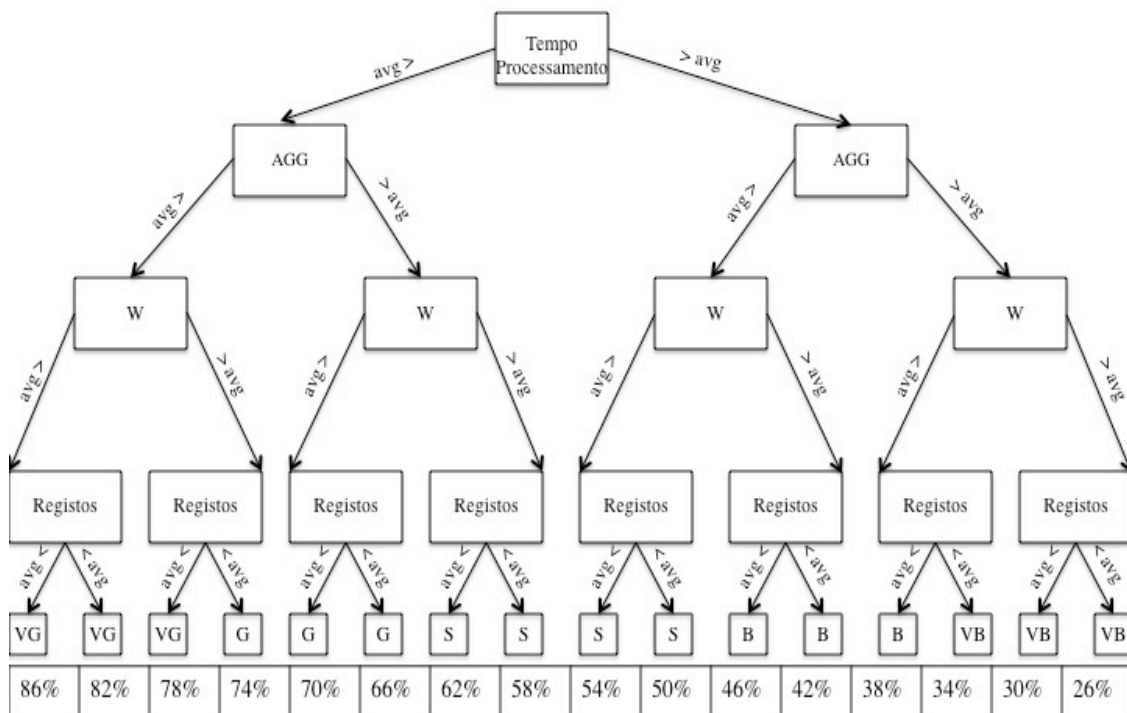 Tempo
Processamento
avg >
> avg
AGG
AGG
avg >
> avg
avg >
> avg
W
W
W
W
avg >
> avg
avg >
> avg
avg >
> avg
avg >
> avg
Registos
Registos
Registos
Registos
Registos
Registos
Registos
Registos
avg <
< avg
avg <
< avg
avg <
< avg
avg <
< avg
avg <
< avg
avg <
< avg
avg <
< avg
avg <
< avg
VG VG VG G G G S S S S B B B VB VB VB
86% 82% 78% 74% 70% 66% 62% 58% 54% 50% 46% 42% 38% 34% 30% 26%